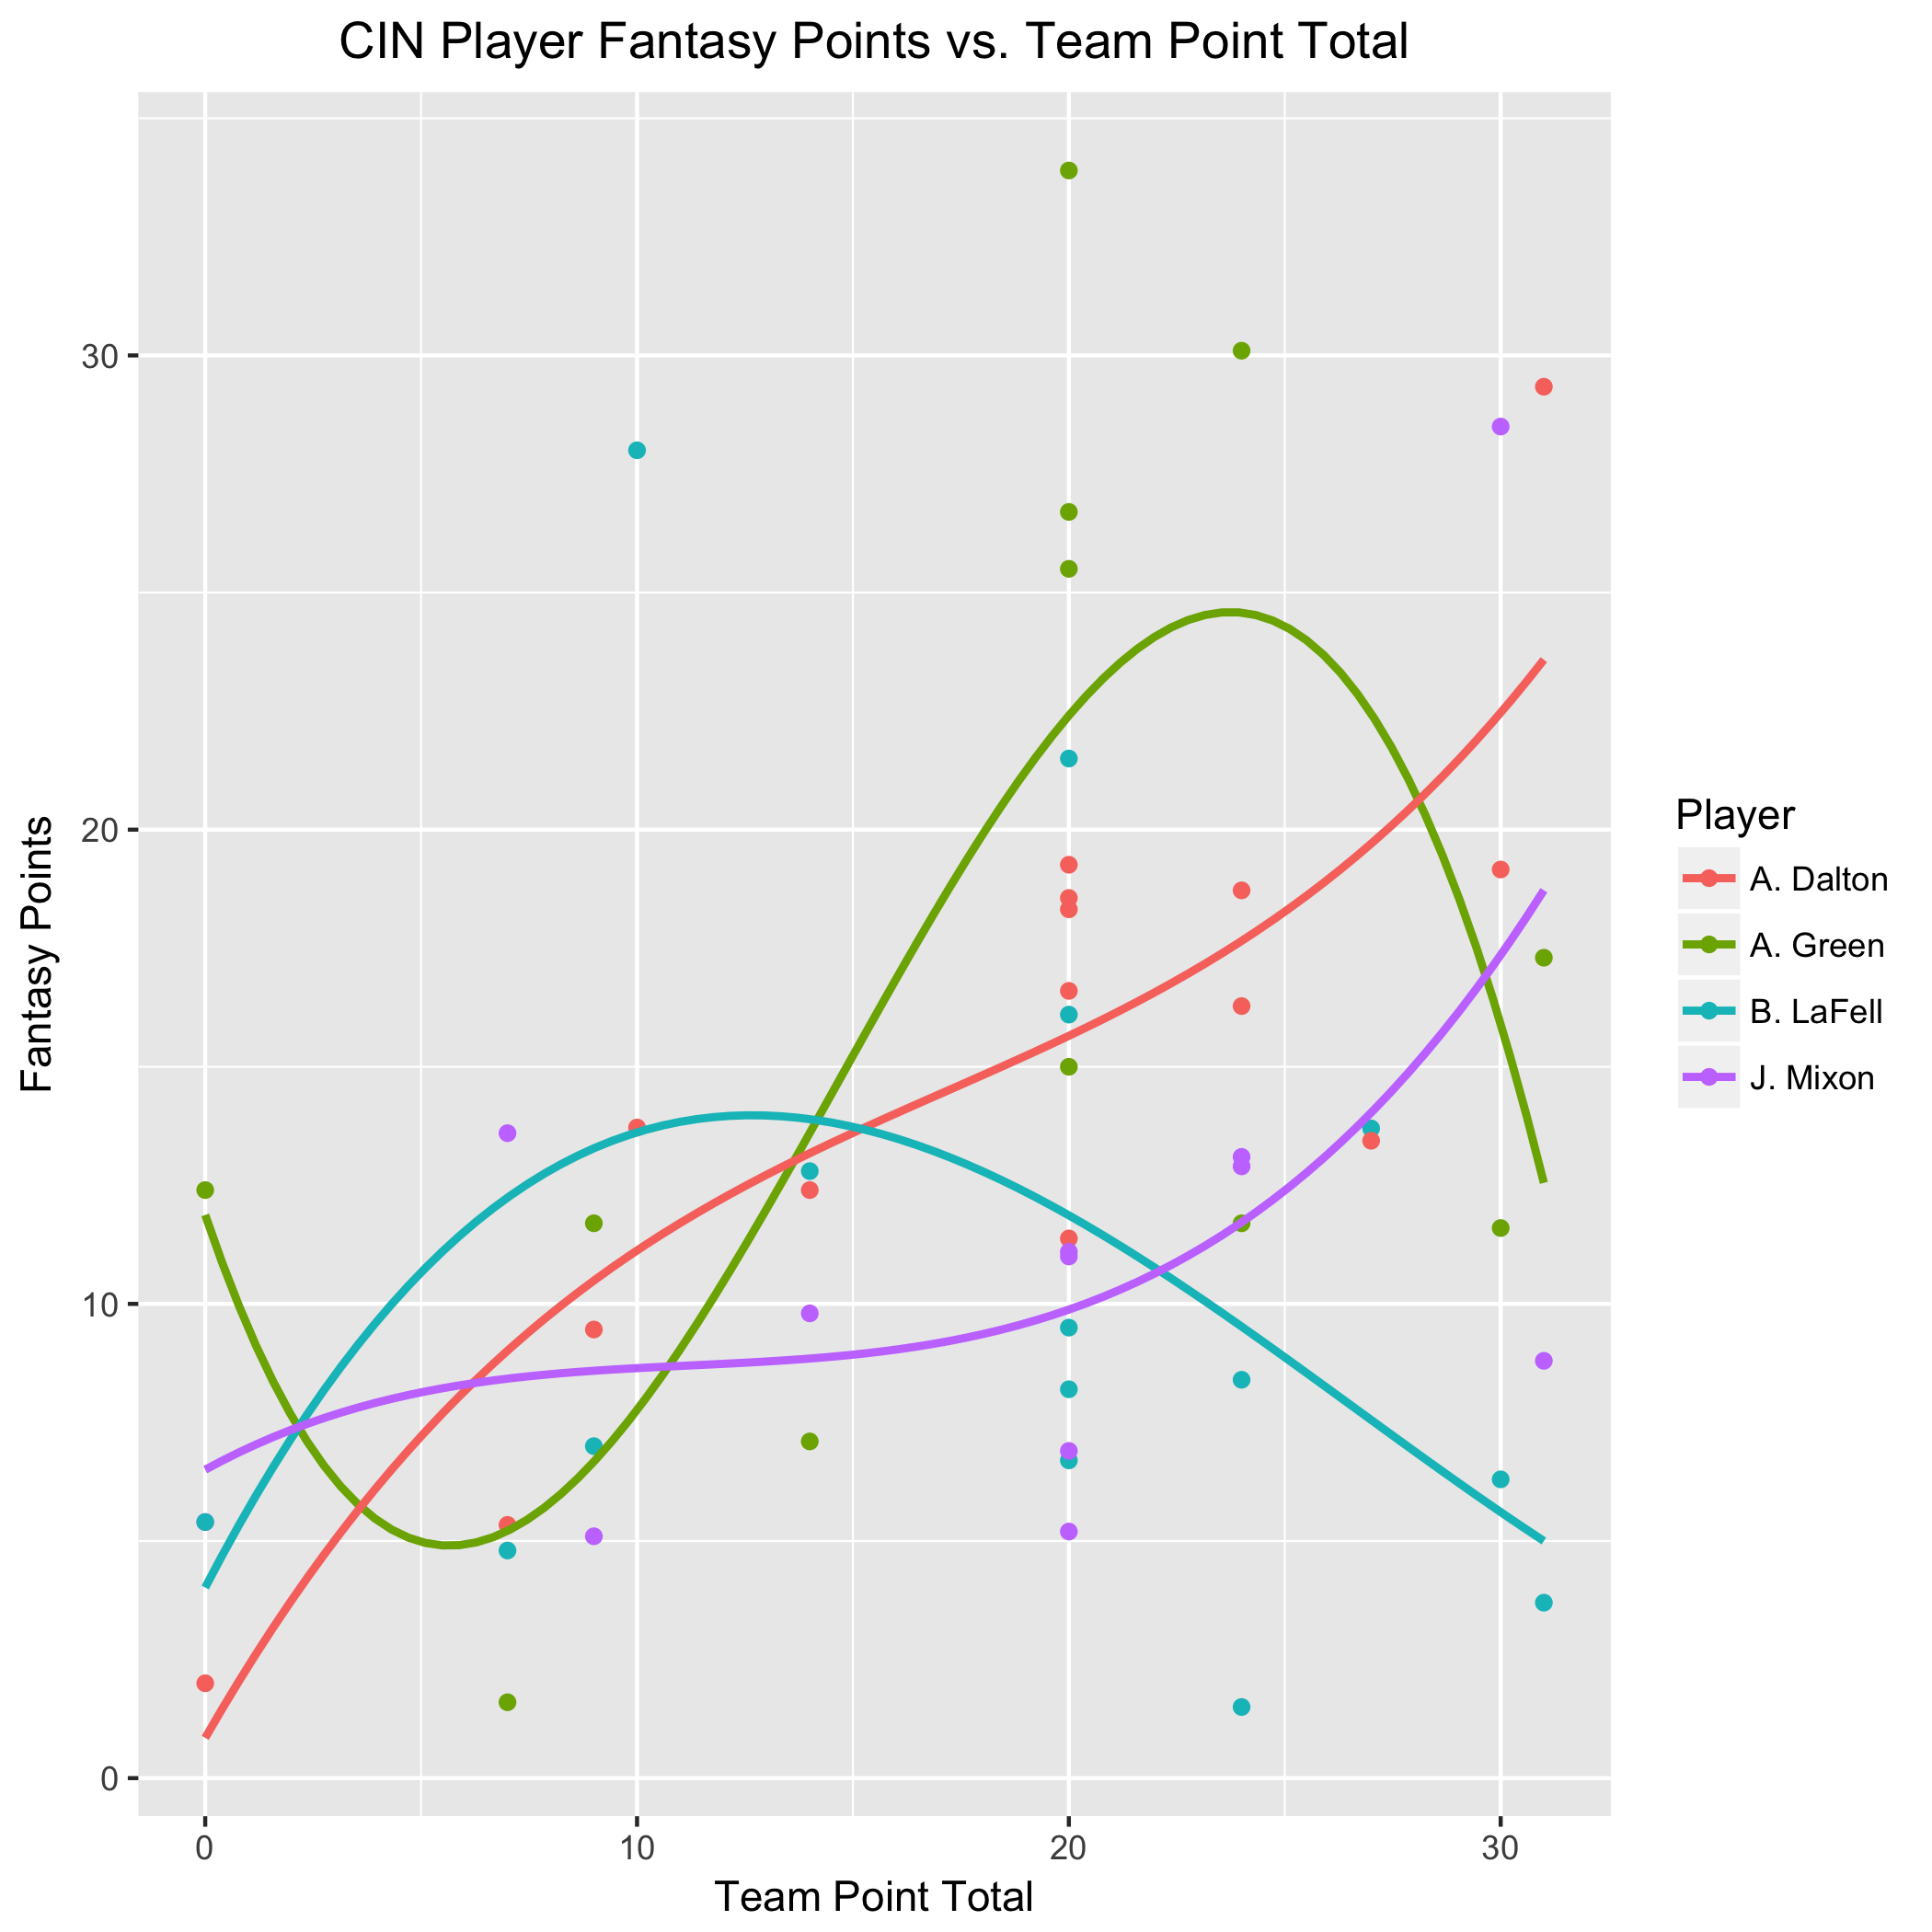 CIN Player Fantasy Points vs. Team Point Total
Fantasy Points
30
20
10
0
0 10 20 30
Team Point Total
Player
A. Dalton
A. Green
B. LaFell
J. Mixon